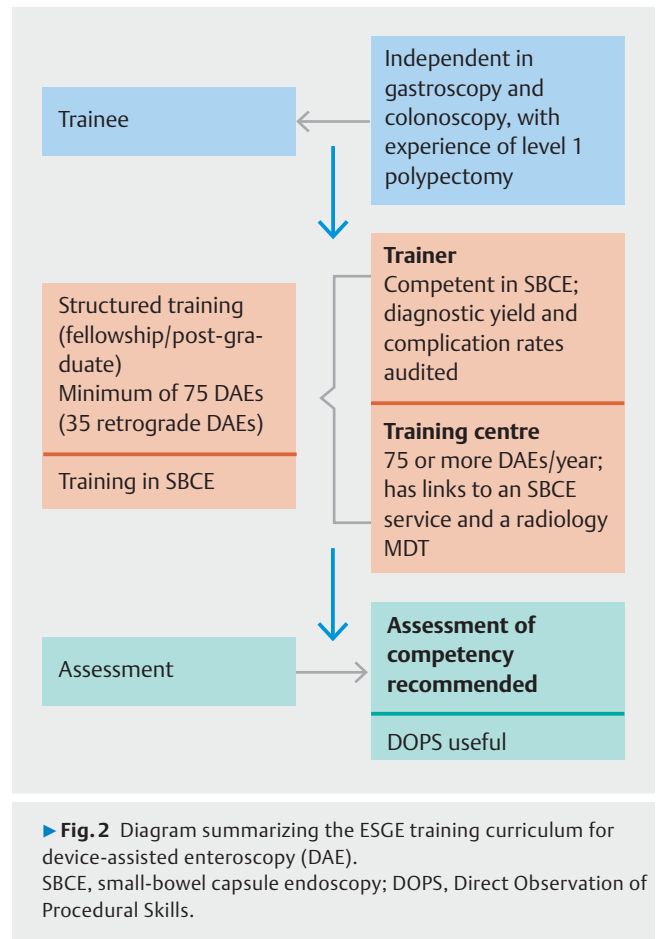 Trainee
Independent in
gastroscopy and
colonoscopy, with
experience of level 1
polypectomy
Structured training
(fellowship/post-gra-
duate)
Minimum of 75 DAEs
(35 retrograde DAEs)
Training in SBCE
Trainer
Competent in SBCE;
diagnostic yield and
complication rates
audited
Training centre
75 or more DAEs/year;
has links to an SBCE
service and a radiology
MDT
Assessment
Assessment of
competency
recommended
DOPS useful
▶ Fig. 2 Diagram summarizing the ESGE training curriculum for
device-assisted enteroscopy (DAE).
SBCE, small-bowel capsule endoscopy; DOPS, Direct Observation of
Procedural Skills.